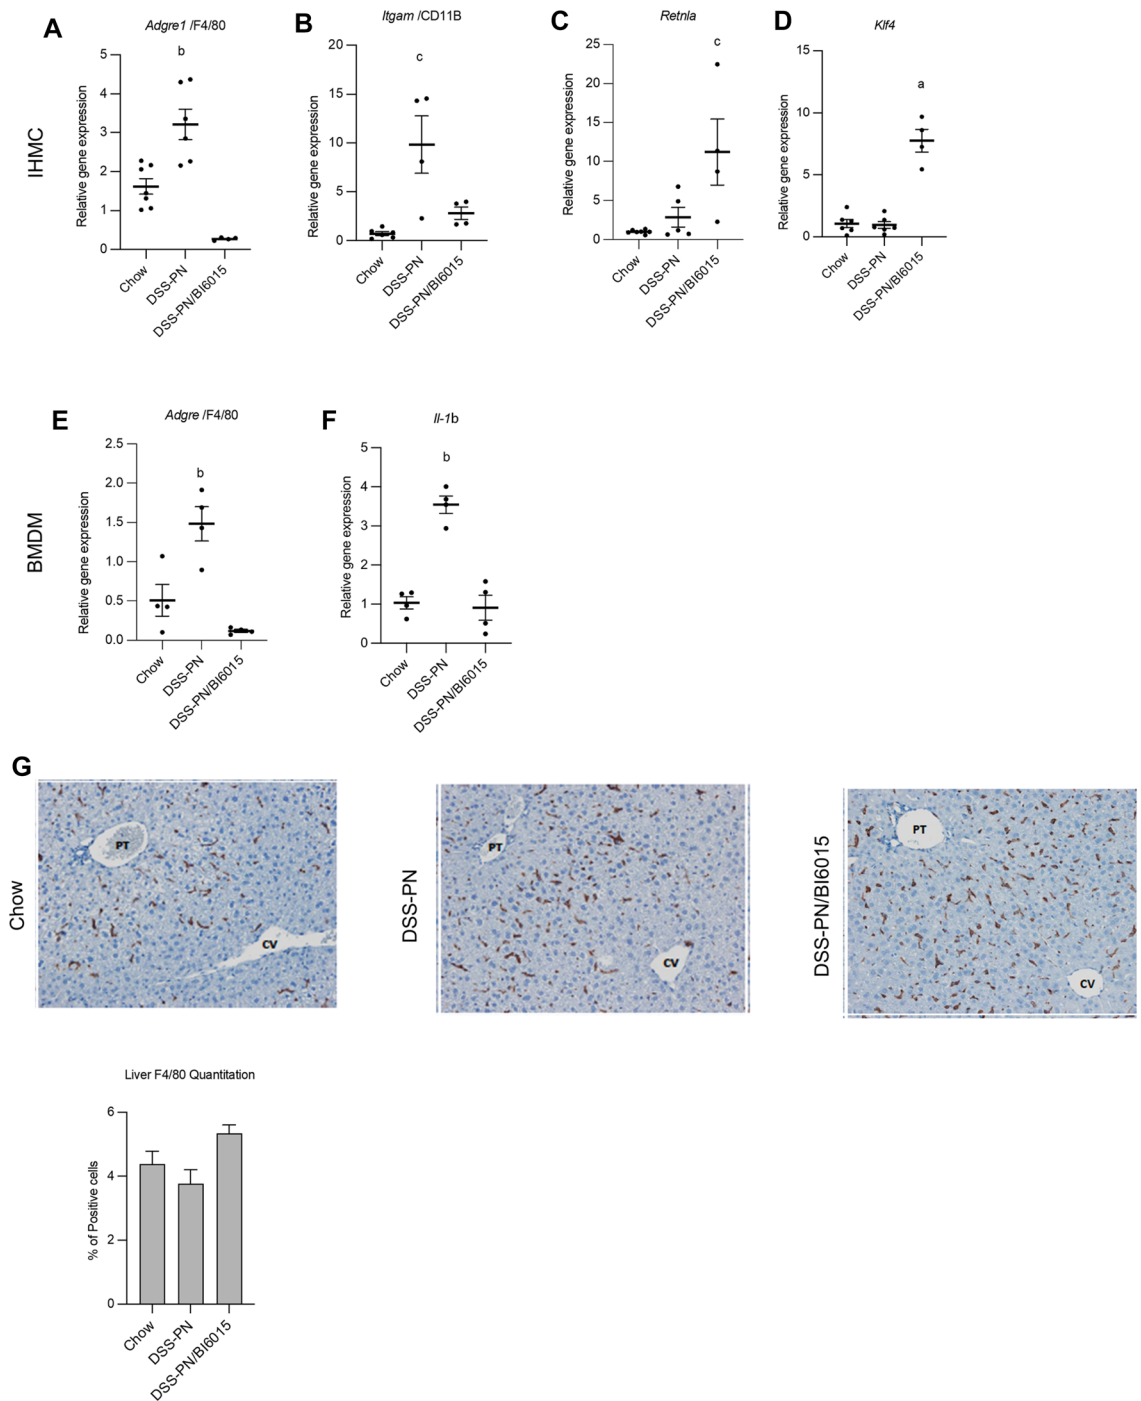 A
Adgre1 /F4/80
b
Relative gene expression
5
4
3
2
1
0
Chow
DSS-PN
DSS-PN/BI6015
B
Itgam /CD11B
c
Relative gene expression
20
15
10
5
0
Chow
DSS-PN
DSS-PN/BI6015
C
Retnla
c
Relative gene expression
25
20
15
10
5
0
Chow
DSS-PN
DSS-PN/BI6015
D
Klf4
a
Relative gene expression
15
10
5
0
Chow
DSS-PN
DSS-PN/BI6015
IHMC
E
Adgre /F4/80
b
Relative gene expression
2.5
2.0
1.5
1.0
0.5
0.0
Chow
DSS-PN
DSS-PN/BI6015
F
Il-1b
b
Relative gene expression
5
4
3
2
1
0
Chow
DSS-PN
DSS-PN/BI6015
BMDM
G
Chow
PT
CV
DSS-PN
PT
CV
DSS-PN/BI6015
PT
CV
Liver F4/80 Quantitation
% of Positive cells
6
4
2
0
Chow
DSS-PN
DSS-PN/BI6015